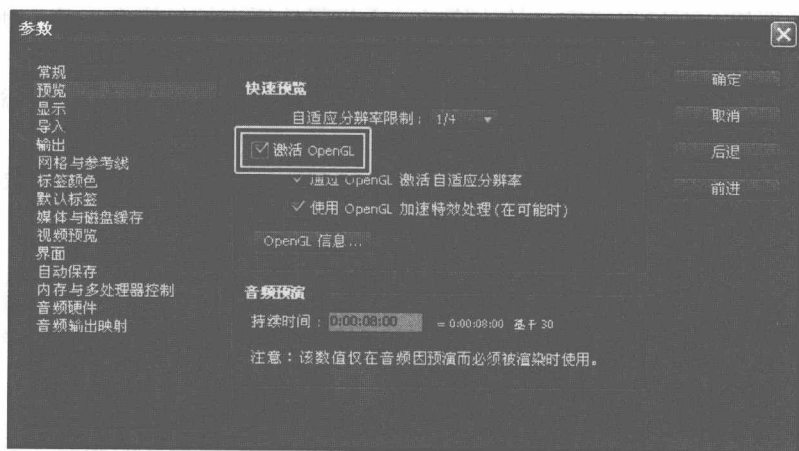 参数
常规
预览
显示
导入
输出
网格与参考线
标签颜色
默认标签
媒体与磁盘缓存
视频预览
界面
自动保存
内存与多处理器控制
音频硬件
音频输出映射
快速预览
自适应分辨率限制: 1/4
激活 OpenGL
通过 OpenGL 激活自适应分辨率
使用 OpenGL 加速特效处理(在可能时)
OpenGL 信息...
音频预演
持续时间: 0:00:08:00 = 0:00:08:00 基于 30
注意:该数值仅在音频因预演而必须被渲染时使用。
确定
取消
后退
前进